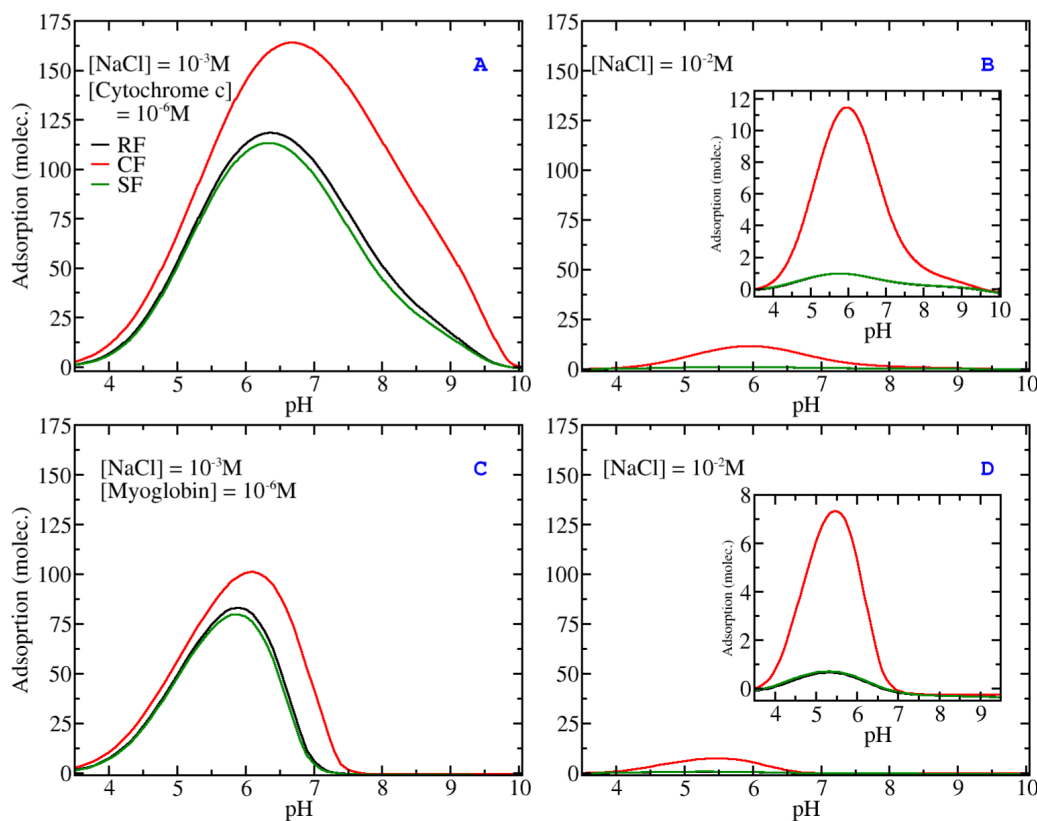 175
150
125
100
75
50
25
0
Adsorption (molec.)
[NaCl] = 10⁻³M
[Cytochrome c]
= 10⁻⁶M
RF
CF
SF
A
4 5 6 7 8 9 10
pH
175
150
125
100
75
50
25
0
[NaCl] = 10⁻²M
B
12
10
8
6
4
2
0
Adsorption (molec.)
4 5 6 7 8 9 10
pH
4 5 6 7 8 9 10
pH
175
150
125
100
75
50
25
0
Adsoprtion (molec.)
[NaCl] = 10⁻³M
[Myoglobin] = 10⁻⁶M
C
4 5 6 7 8 9 10
pH
175
150
125
100
75
50
25
0
[NaCl] = 10⁻²M
D
8
6
4
2
0
Adsorption (molec.)
4 5 6 7 8 9
pH
4 5 6 7 8 9 10
pH